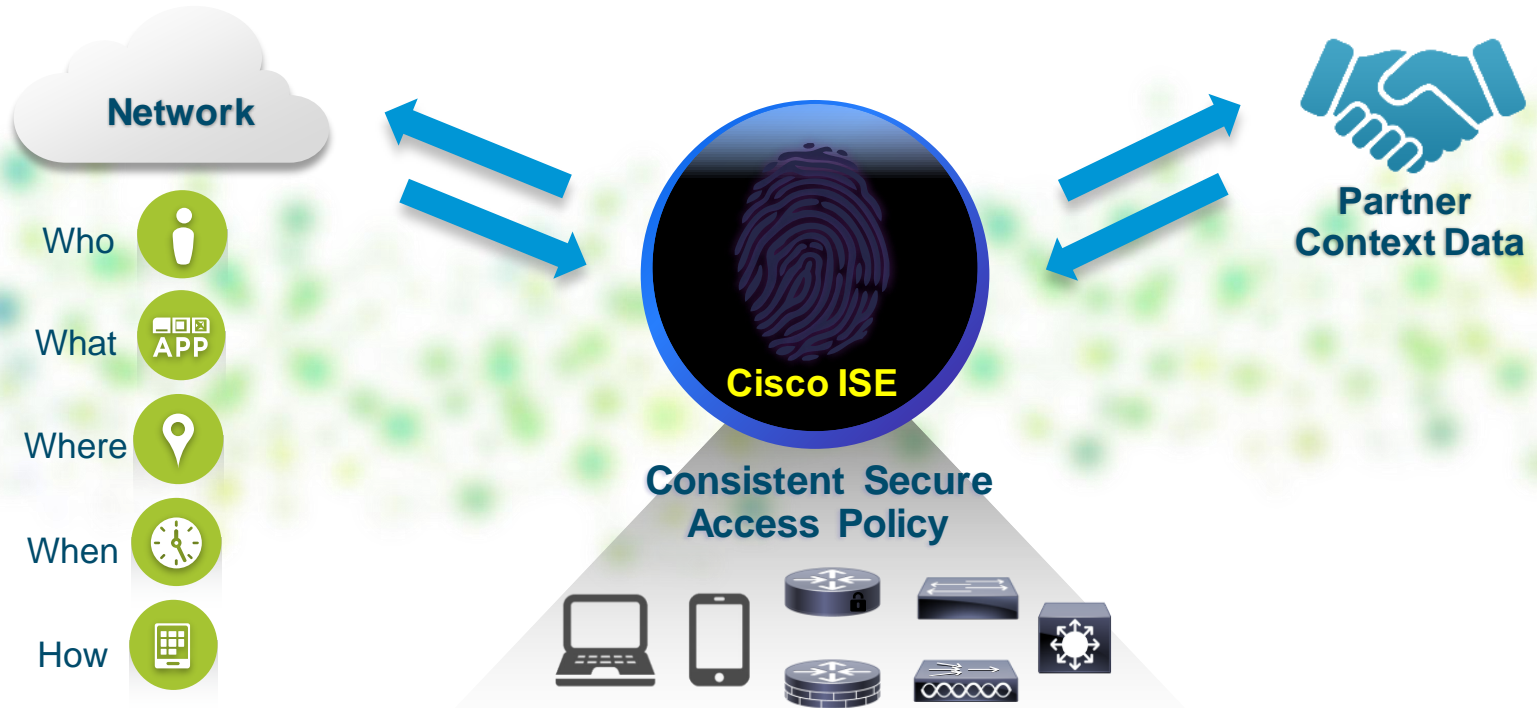 Network
Who
What
APP
Where
When
How
Cisco ISE
Consistent Secure
Access Policy
Partner
Context Data